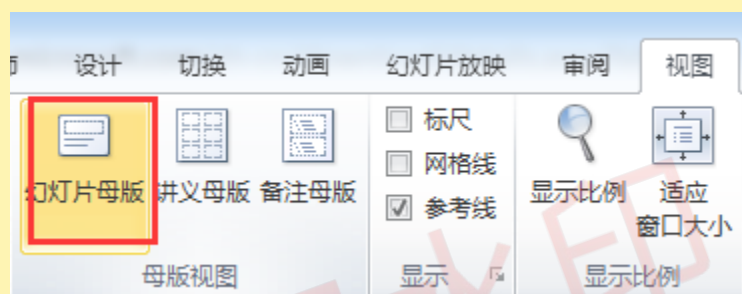 设计 切换 动画 幻灯片放映 审阅 视图
标尺
网格线
参考线
幻灯片母版 讲义母版 备注母版
显示比例
适应
窗口大小
母版视图 显示 显示比例
水印